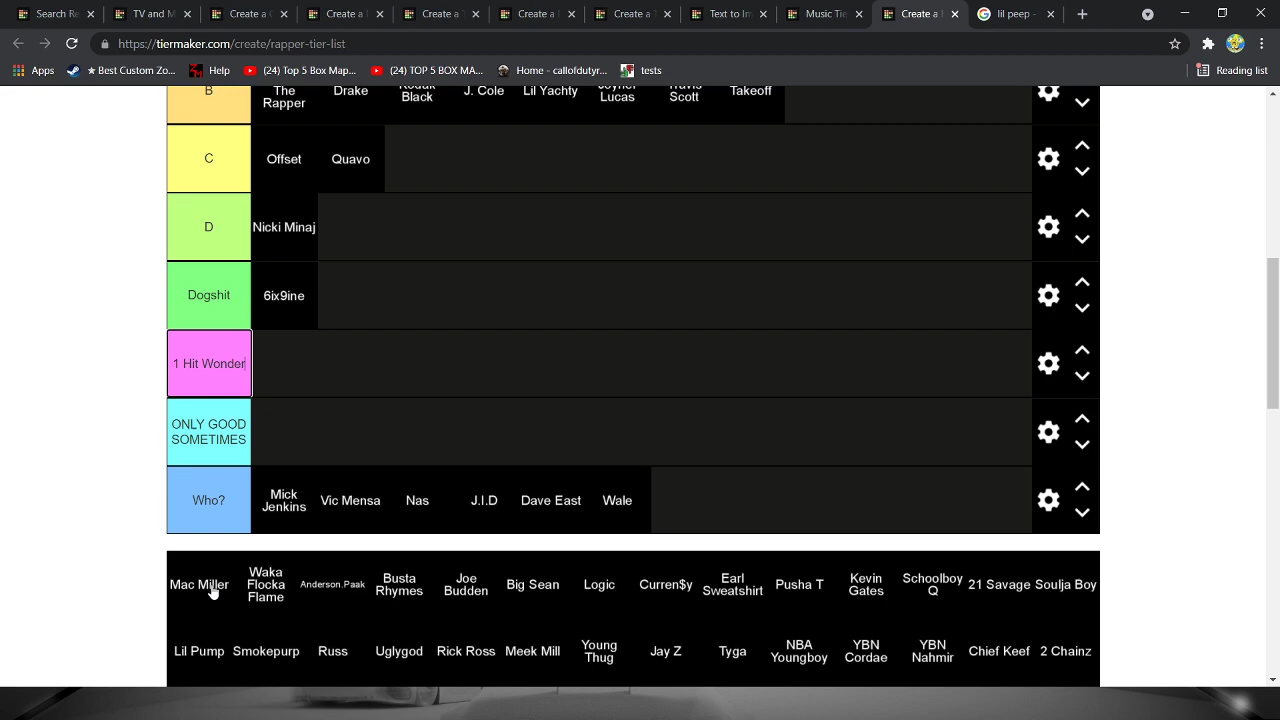 Search Re
TV and M
Create a C
Create a
Create a T
Create a
Create a T
Text to Im
Music Tie
Create a
lil peep -
https://tiermaker.com/create/rapper-tier-list
Apps
★ Best Custom Zo...
Help
(24) Top 5 Box Map...
(24) TOP 5 BOX MA...
Home - callofdutyr...
tests
Reading list
B
The Rapper
Drake
Kodak Black
J. Cole
Lil Yachty
Joyner Lucas
Travis Scott
Takeoff
C
Offset
Quavo
D
Nicki Minaj
Dogshit
6ix9ine
1 Hit Wonder
ONLY GOOD
SOMETIMES
Who?
Mick
Jenkins
Vic Mensa
Nas
J.I.D
Dave East
Wale
Mac Miller
Waka
Flocka
Flame
Anderson.Paak
Busta
Rhymes
Joe
Budden
Big Sean
Logic
Curren$y
Earl
Sweatshirt
Pusha T
Kevin
Gates
Schoolboy
Q
21 Savage
Soulja Boy
Lil Pump
Smokepurp
Russ
Uglygod
Rick Ross
Meek Mill
Young
Thug
Jay Z
Tyga
NBA
Youngboy
YBN
Cordae
YBN
Nahmir
Chief Keef
2 Chainz